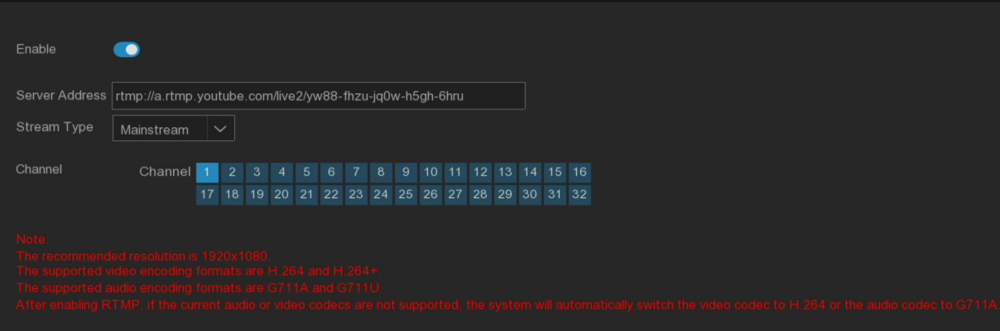 Enable
Server Address rtmp://a.rtmp.youtube.com/live2/yw88-fhzu-jq0w-h5gh-6hru
Stream Type Mainstream
Channel Channel 1 2 3 4 5 6 7 8 9 10 11 12 13 14 15 16
17 18 19 20 21 22 23 24 25 26 27 28 29 30 31 32
Note:
The recommended resolution is 1920x1080.
The supported video encoding formats are H.264 and H.264+.
The supported audio encoding formats are G711A and G711U.
After enabling RTMP, if the current audio or video codecs are not supported, the system will automatically switch the video codec to H.264 or the audio codec to G711A.